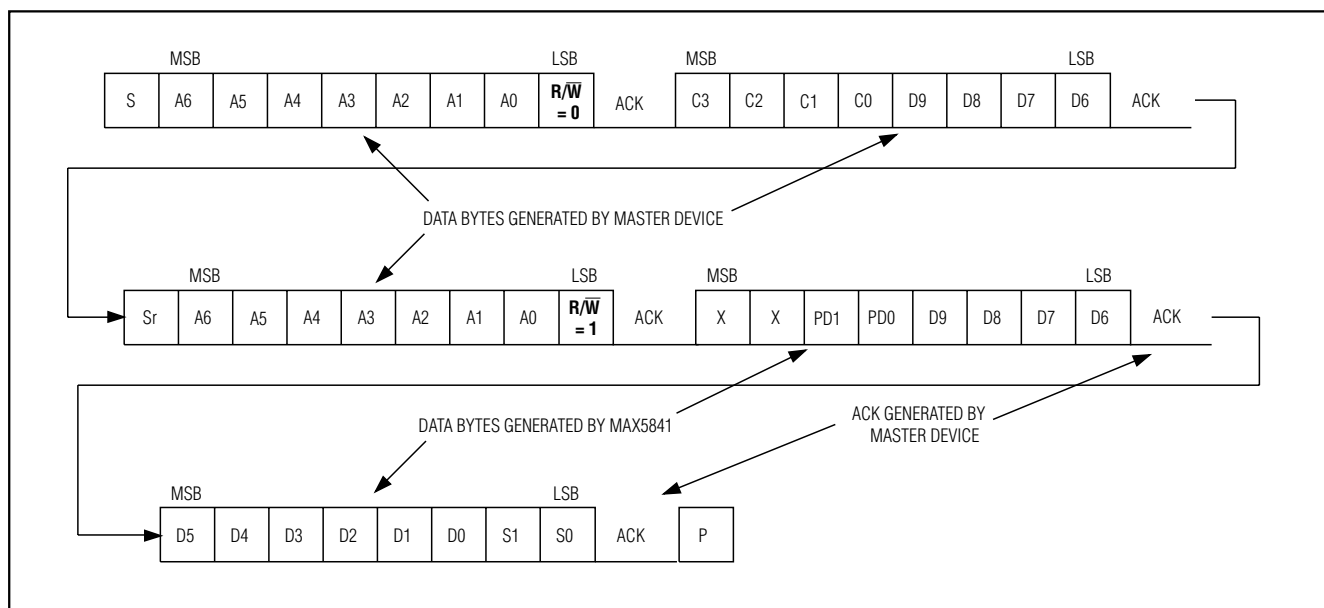 MSB LSB MSB LSB
S A6 A5 A4 A3 A2 A1 A0 R/W̅ = 0 ACK C3 C2 C1 C0 D9 D8 D7 D6 ACK
DATA BYTES GENERATED BY MASTER DEVICE
MSB LSB MSB LSB
Sr A6 A5 A4 A3 A2 A1 A0 R/W̅ = 1 ACK X X PD1 PD0 D9 D8 D7 D6 ACK
DATA BYTES GENERATED BY MAX5841
ACK GENERATED BY
MASTER DEVICE
MSB LSB
D5 D4 D3 D2 D1 D0 S1 S0 ACK P